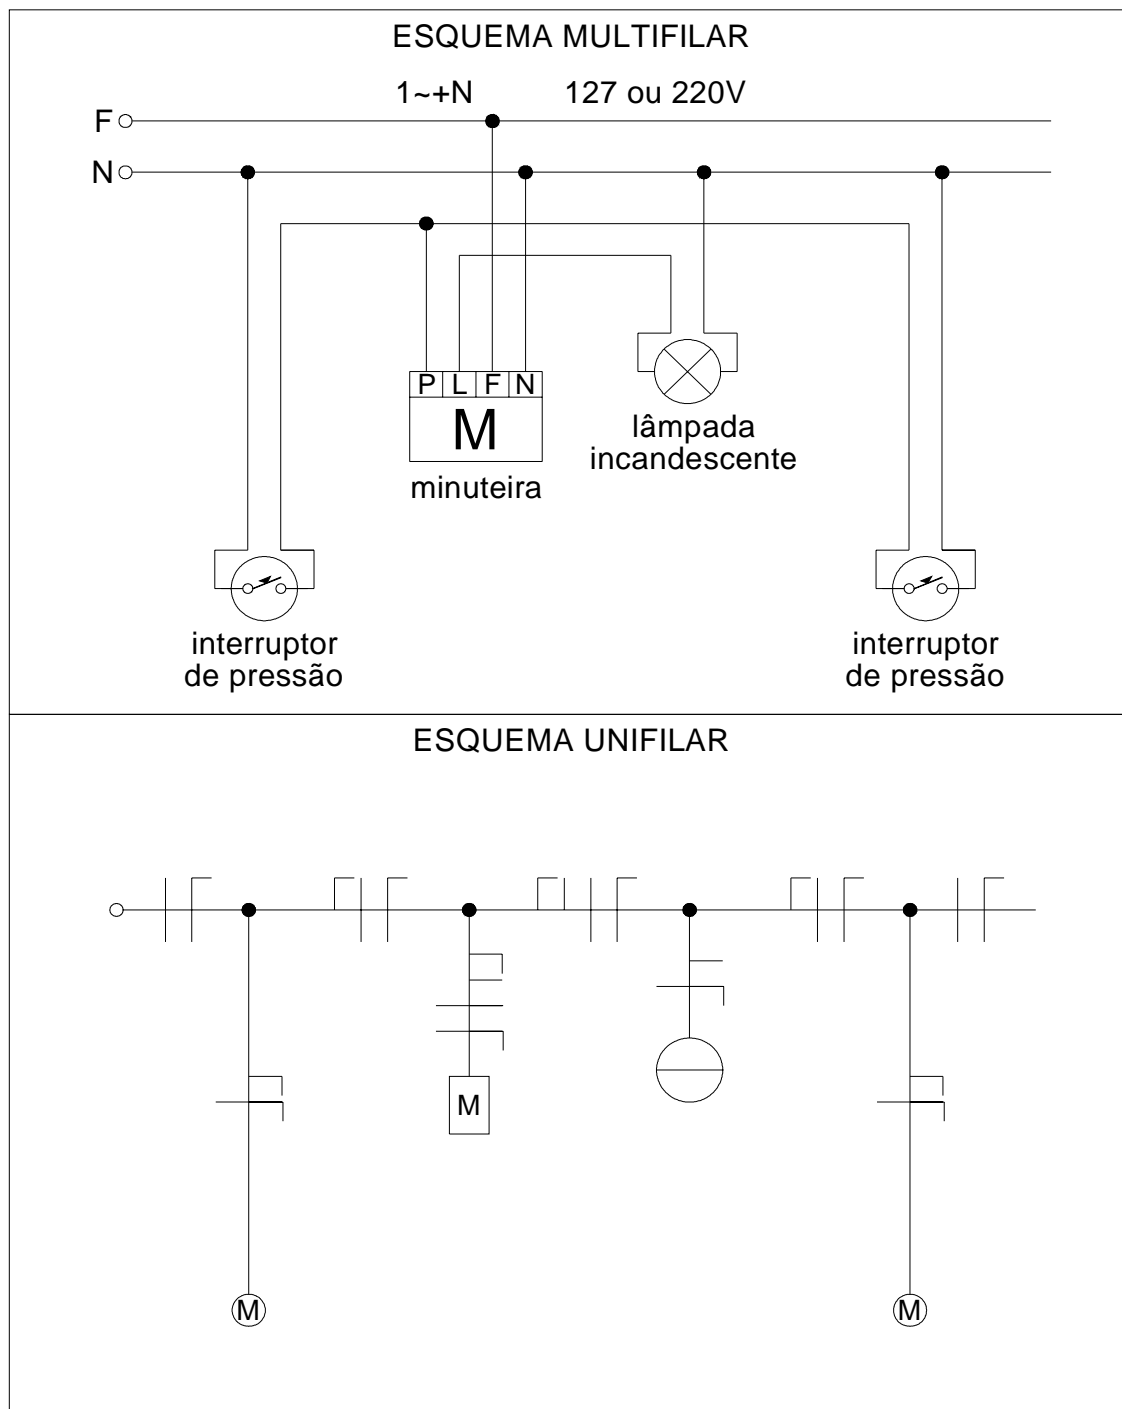 ESQUEMA MULTIFILAR
1~+N 127 ou 220V
F
N
P L F N
M
minuteira
lâmpada
incandescente
interruptor
de pressão
interruptor
de pressão
ESQUEMA UNIFILAR
M
M
M